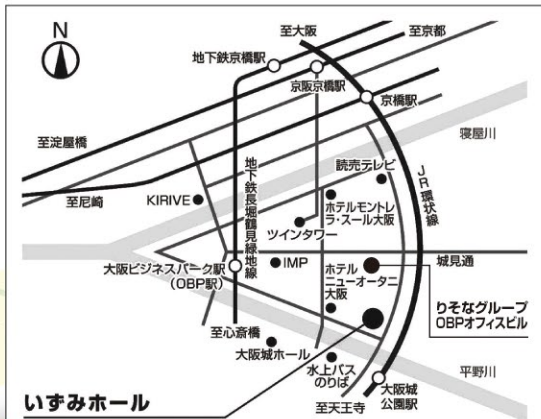 N
至大阪
至京都
地下鉄京橋駅
京阪京橋駅
京橋駅
至淀屋橋
寝屋川
読売テレビ
JR環状線
地下鉄長堀鶴見緑地線
至尼崎
KIRIVE
ホテルモントレ
ラ・スール大阪
ツインタワー
城見通
大阪ビジネスパーク駅
(OBP駅)
IMP
ホテル
ニューオータニ
大阪
りそなグループ
OBPオフィスビル
至心斎橋
大阪城ホール
水上バス
のりば
平野川
大阪城
公園駅
いずみホール
至天王寺